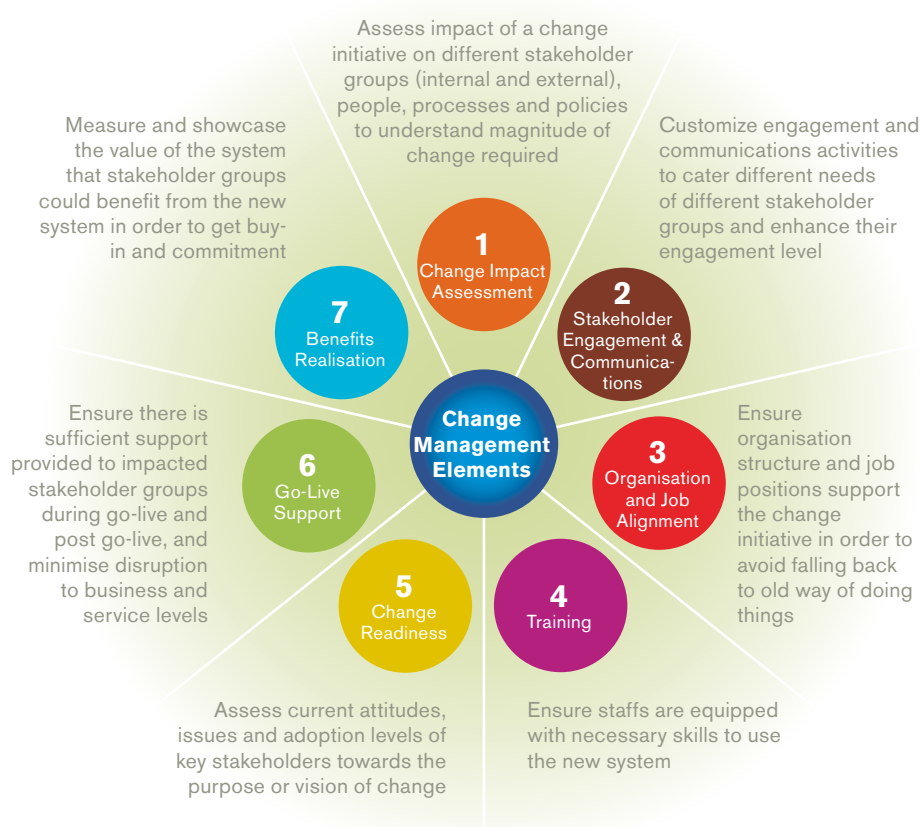 Change
Management
Elements
1
Change Impact
Assessment
Assess impact of a change
initiative on different stakeholder
groups (internal and external),
people, processes and policies
to understand magnitude of
change required
2
Stakeholder
Engagement &
Communica-
tions
Customize engagement and
communications activities
to cater different needs
of different stakeholder
groups and enhance their
engagement level
3
Organisation
and Job
Alignment
Ensure
organisation
structure and job
positions support
the change
initiative in order to
avoid falling back
to old way of doing
things
4
Training
Ensure staffs are equipped
with necessary skills to use
the new system
5
Change
Readiness
Assess current attitudes,
issues and adoption levels of
key stakeholders towards the
purpose or vision of change
6
Go-Live
Support
Ensure there is
sufficient support
provided to impacted
stakeholder groups
during go-live and
post go-live, and
minimise disruption
to business and
service levels
7
Benefits
Realisation
Measure and showcase
the value of the system
that stakeholder groups
could benefit from the new
system in order to get buy-
in and commitment